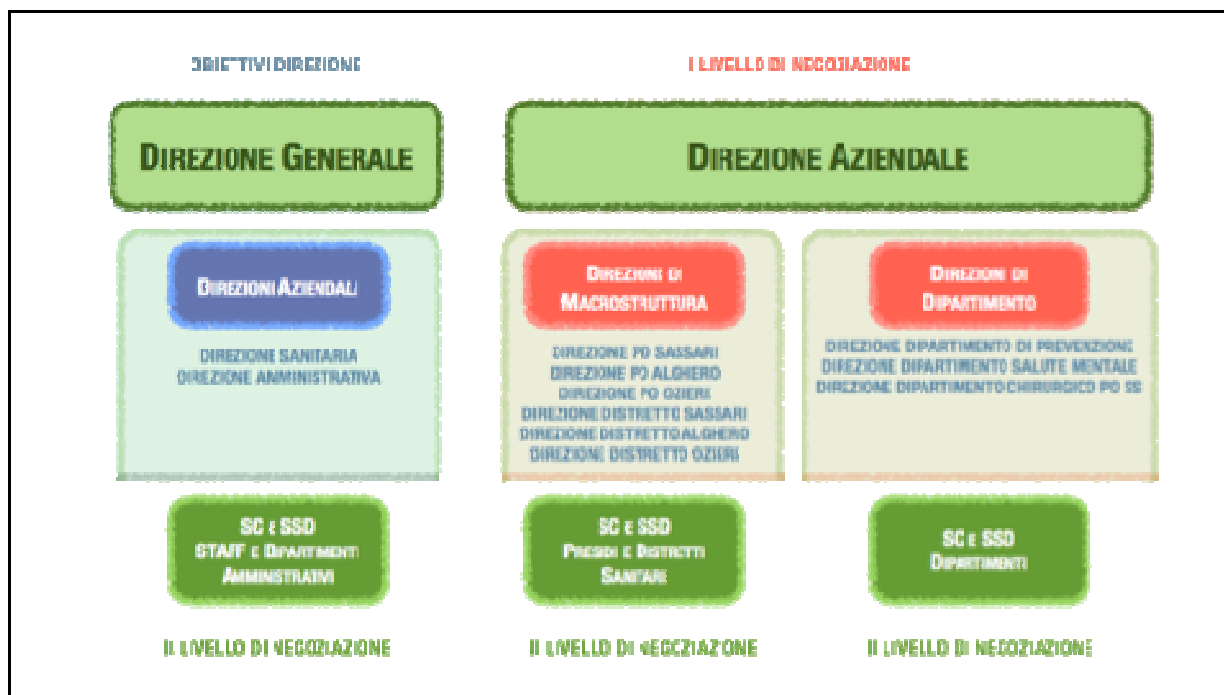 OBIETTIVI DIREZIONE
I LIVELLO DI NEGOZIAZIONE
DIREZIONE GENERALE
DIREZIONE AZIENDALE
DIREZIONI AZIENDALI
DIREZIONE SANITARIA
DIREZIONE AMMINISTRATIVA
DIREZIONI DI
MACROSTRUTTURA
DIREZIONE PO SASSARI
DIREZIONE PO ALGHERO
DIREZIONE PO OZIERI
DIREZIONE DISTRETTO SASSARI
DIREZIONE DISTRETTO ALGHERO
DIREZIONE DISTRETTO OZIERI
DIREZIONI DI
DIPARTIMENTO
DIREZIONE DIPARTIMENTO DI PREVENZIONE
DIREZIONE DIPARTIMENTO SALUTE MENTALE
DIREZIONE DIPARTIMENTO CHIRURGICO PO SS
SC E SSD
STAFF E DIPARTIMENTI
AMMINISTRATIVI
SC E SSD
PRESIDI E DISTRETTI
SANITARI
SC E SSD
DIPARTIMENTI
II LIVELLO DI NEGOZIAZIONE
II LIVELLO DI NEGOZIAZIONE
II LIVELLO DI NEGOZIAZIONE